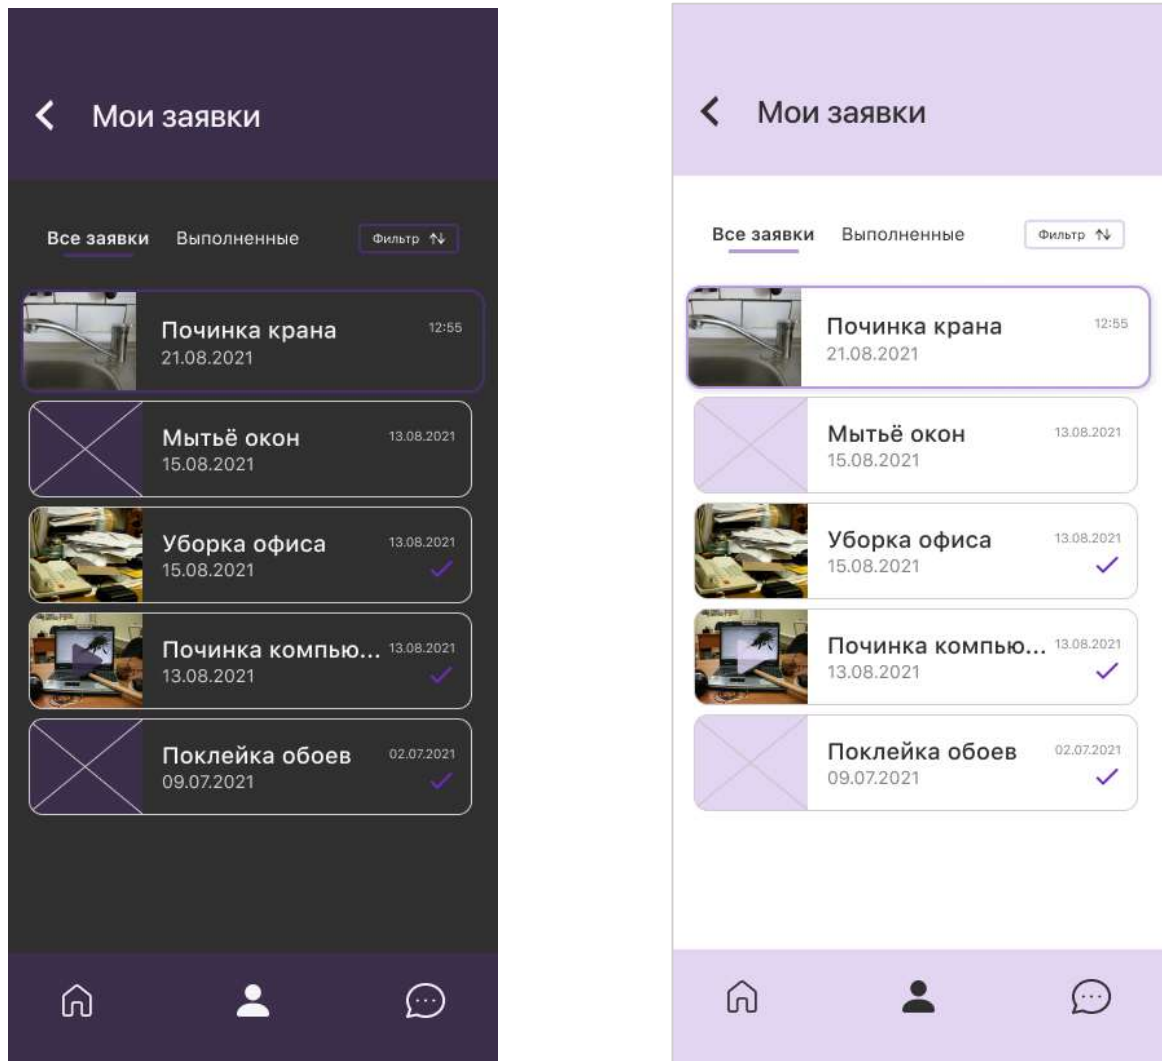 Мои заявки
Все заявки Выполненные Фильтр
Починка крана 12:55
21.08.2021
Мытьё окон 13.08.2021
15.08.2021
Уборка офиса 13.08.2021
15.08.2021
Починка компью... 13.08.2021
13.08.2021
Поклейка обоев 02.07.2021
09.07.2021
Мои заявки
Все заявки Выполненные Фильтр
Починка крана 12:55
21.08.2021
Мытьё окон 13.08.2021
15.08.2021
Уборка офиса 13.08.2021
15.08.2021
Починка компью... 13.08.2021
13.08.2021
Поклейка обоев 02.07.2021
09.07.2021